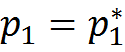 p₁ = p₁*